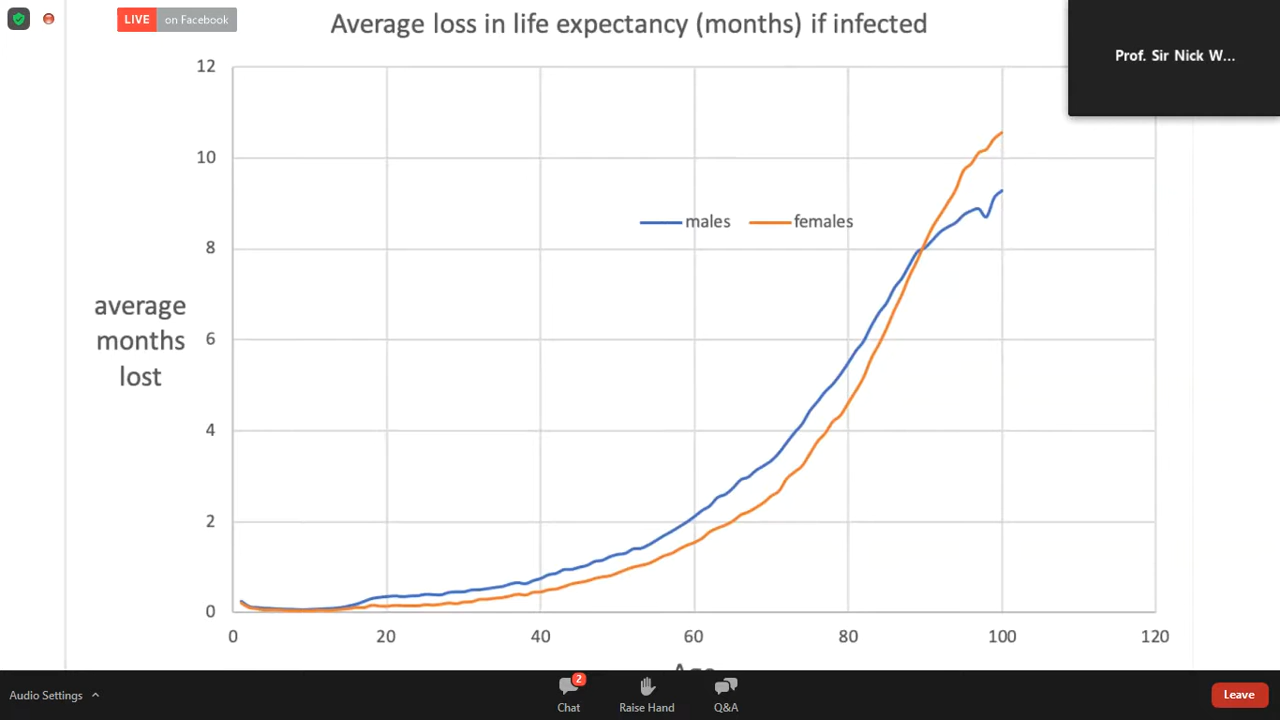 LIVE on Facebook
Average loss in life expectancy (months) if infected
Prof. Sir Nick W...
12
10
8
6
4
2
0
average
months
lost
males females
0 20 40 60 80 100 120
Age
Audio Settings
2
Chat Raise Hand Q&A Leave